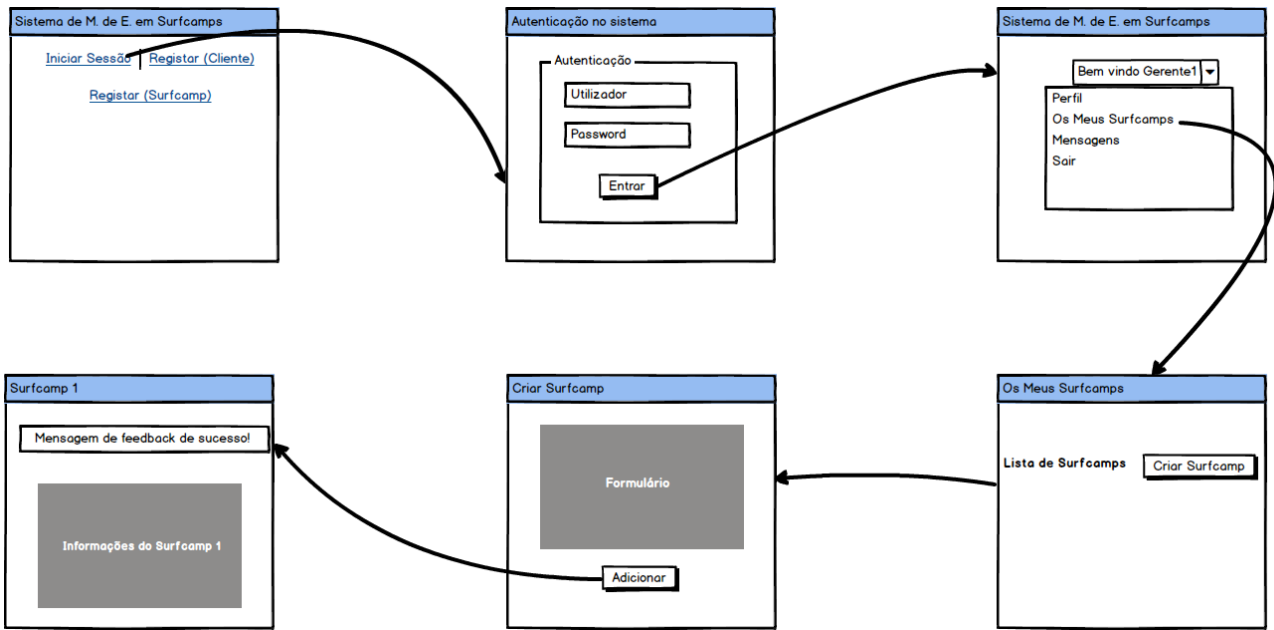 Sistema de M. de E. em Surfcamps
Iniciar Sessão | Registar (Cliente)
Registar (Surfcamp)
Autenticação no sistema
Autenticação
Utilizador
Password
Entrar
Sistema de M. de E. em Surfcamps
Bem vindo Gerente1
Perfil
Os Meus Surfcamps
Mensagens
Sair
Surfcamp 1
Mensagem de feedback de sucesso!
Informações do Surfcamp 1
Criar Surfcamp
Formulário
Adicionar
Os Meus Surfcamps
Lista de Surfcamps
Criar Surfcamp